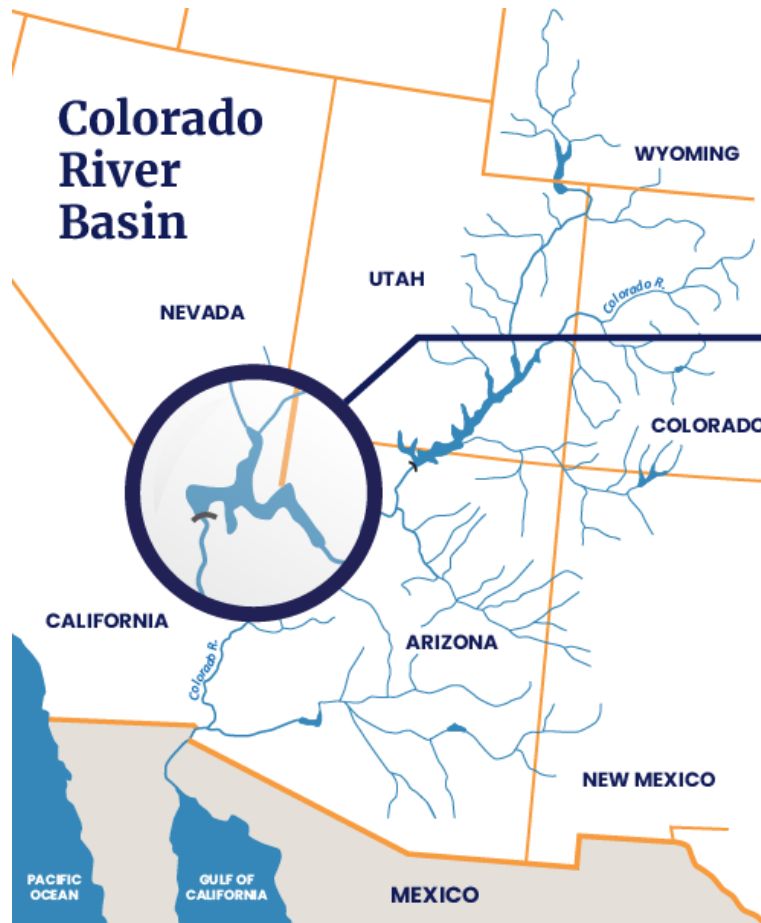 Colorado
River
Basin
WYOMING
UTAH
Colorado R.
NEVADA
COLORADO
CALIFORNIA
ARIZONA
Colorado R.
NEW MEXICO
PACIFIC
OCEAN
GULF OF
CALIFORNIA
MEXICO